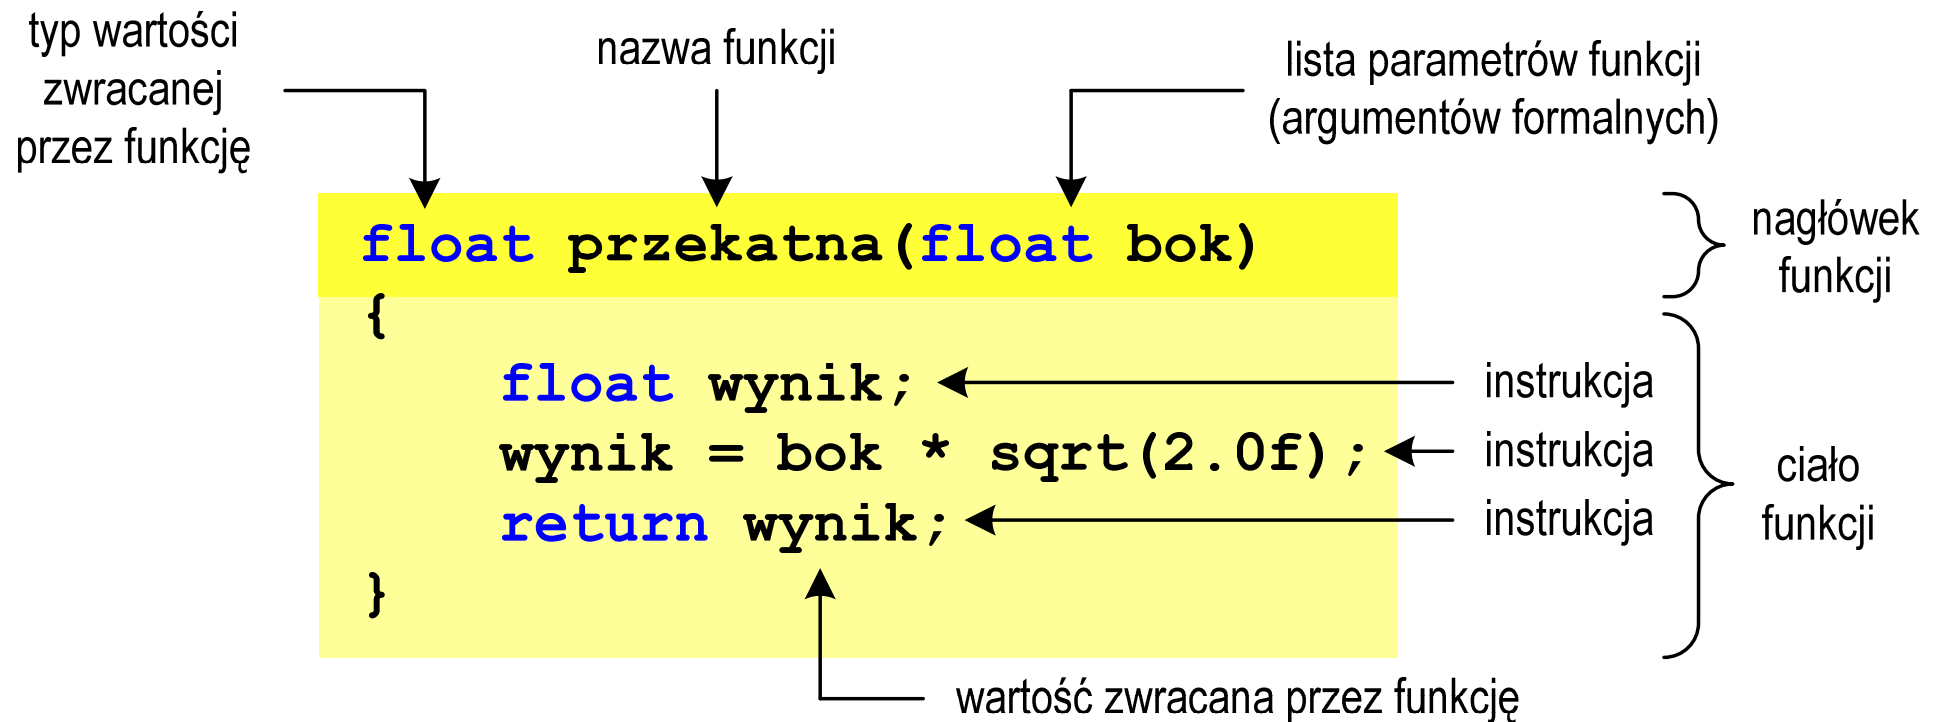 typ wartości
zwracanej
przez funkcję
nazwa funkcji
lista parametrów funkcji
(argumentów formalnych)
float przekatna(float bok)
nagłówek
funkcji
{
float wynik;
instrukcja
wynik = bok * sqrt(2.0f);
instrukcja
return wynik;
instrukcja
}
ciało
funkcji
wartość zwracana przez funkcję